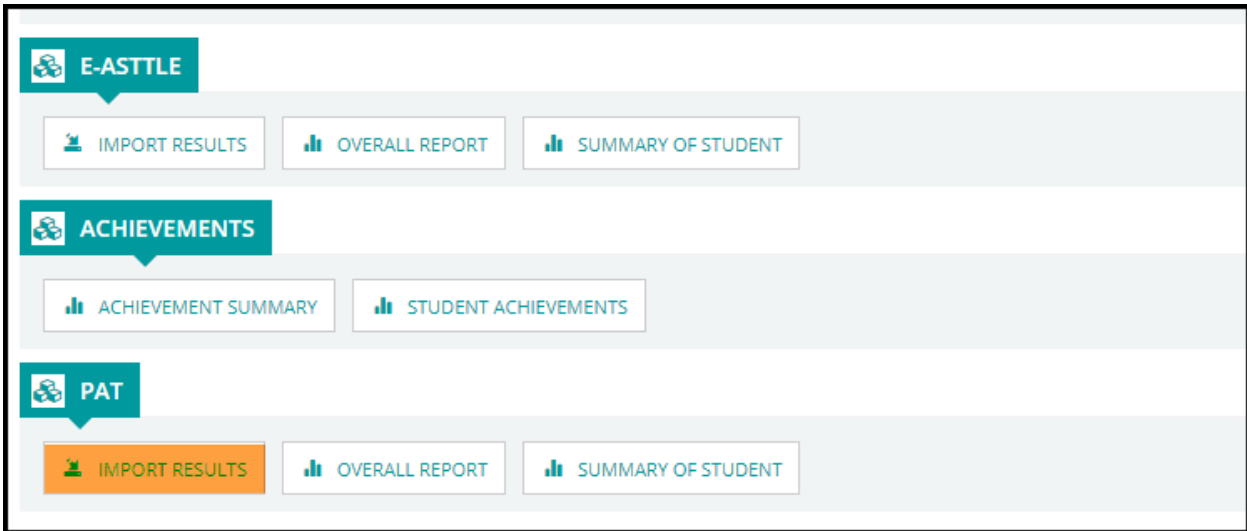 E-ASTTLE
IMPORT RESULTS OVERALL REPORT SUMMARY OF STUDENT
ACHIEVEMENTS
ACHIEVEMENT SUMMARY STUDENT ACHIEVEMENTS
PAT
IMPORT RESULTS OVERALL REPORT SUMMARY OF STUDENT